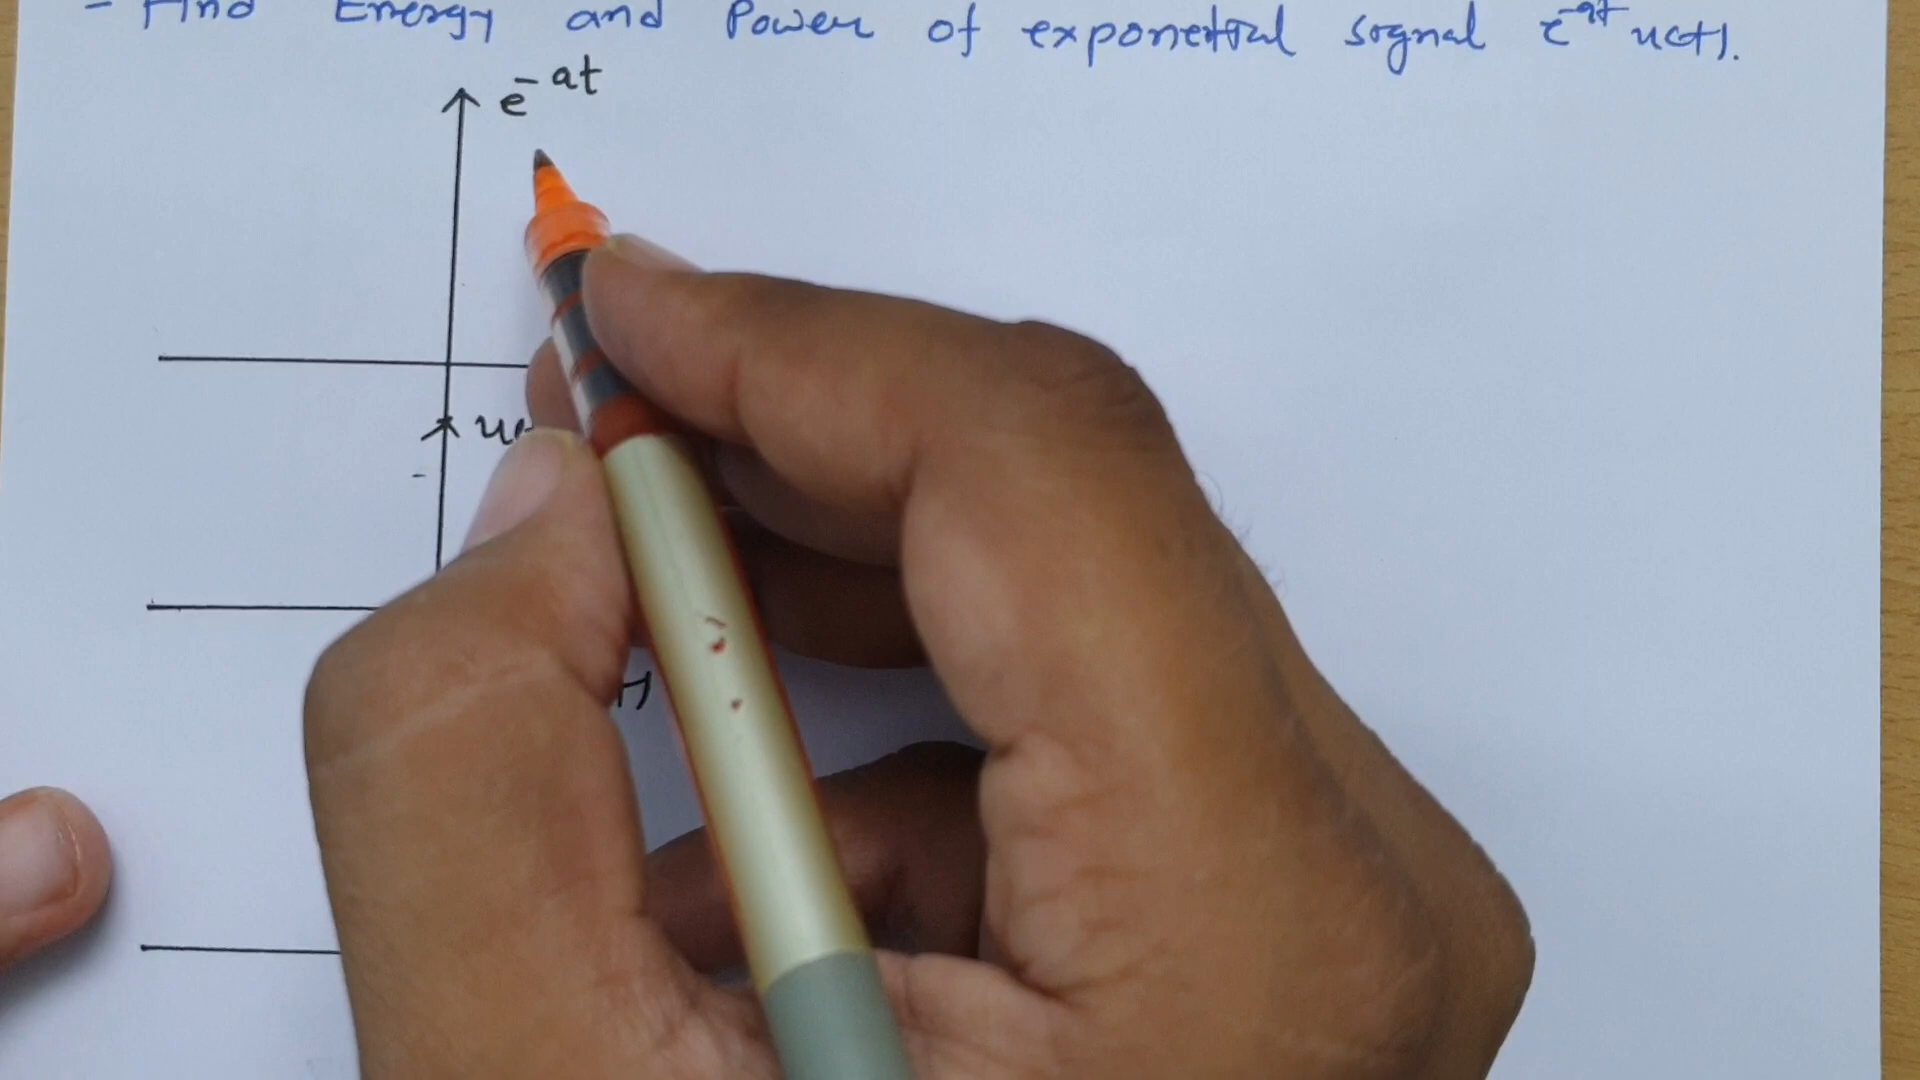 - Find Energy and Power of exponential signal e^-at u(t).
e^-at